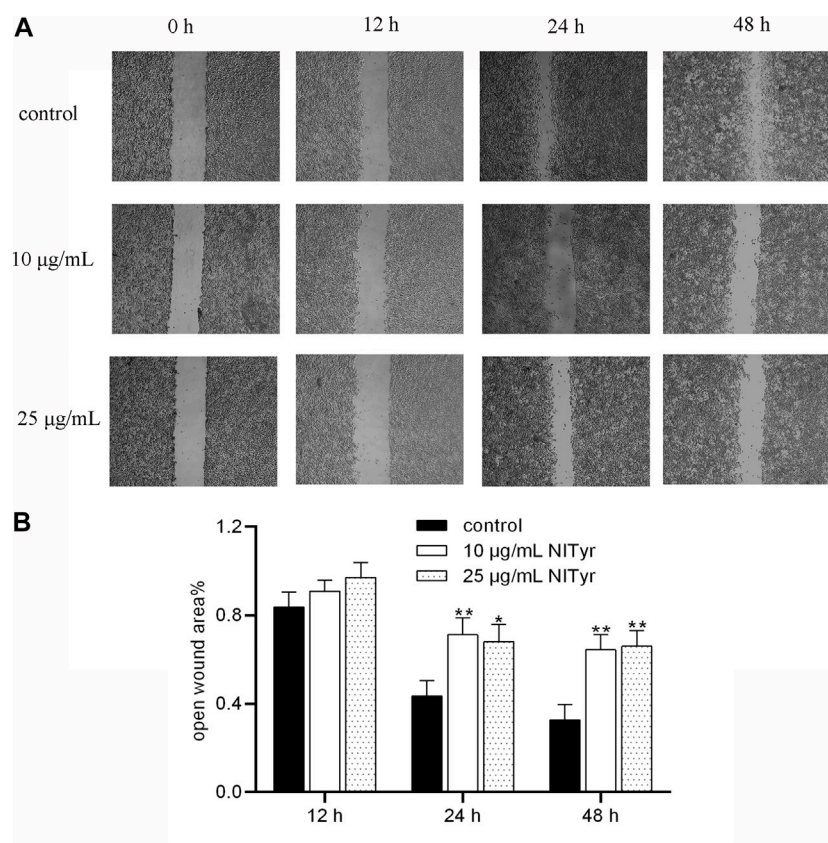 A
0 h 12 h 24 h 48 h
control
10 µg/mL
25 µg/mL
B
1.2
0.8
0.4
0.0
open wound area%
control
10 µg/mL NITyr
25 µg/mL NITyr
** *
** **
12 h 24 h 48 h